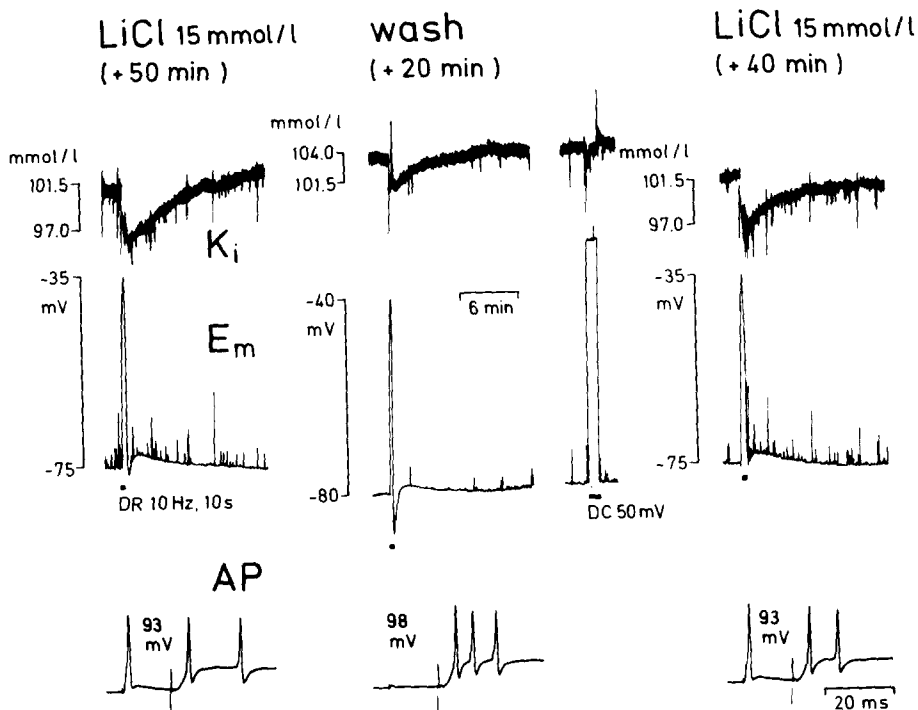 LiCl 15 mmol/l
(+50 min)
wash
(+20 min)
LiCl 15 mmol/l
(+40 min)
mmol/l
101.5
97.0
Ki
mmol/l
104.0
101.5
mmol/l
101.5
97.0
-35
mV
-75
Em
-40
mV
-80
6 min
-35
mV
-75
DR 10 Hz, 10s
DC 50mV
AP
93
mV
98
mV
93
mV
20 ms